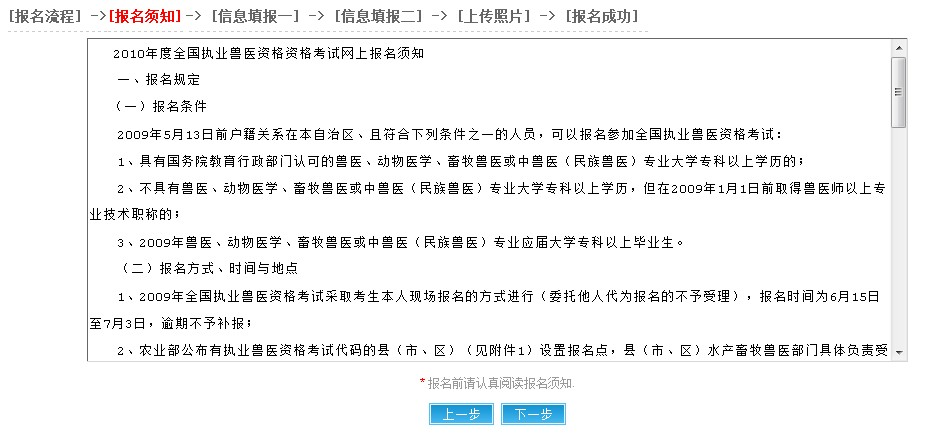 [报名流程] ->[报名须知]-> [信息填报一] -> [信息填报二] -> [上传照片] -> [报名成功]
2010年度全国执业兽医资格资格考试网上报名须知
一、报名规定
（一）报名条件
2009年5月13日前户籍关系在本自治区、且符合下列条件之一的人员，可以报名参加全国执业兽医资格考试：
1、具有国务院教育行政部门认可的兽医、动物医学、畜牧兽医或中兽医（民族兽医）专业大学专科以上学历的；
2、不具有兽医、动物医学、畜牧兽医或中兽医（民族兽医）专业大学专科以上学历，但在2009年1月1日前取得兽医师以上专
业技术职称的；
3、2009年兽医、动物医学、畜牧兽医或中兽医（民族兽医）专业应届大学专科以上毕业生。
（二）报名方式、时间与地点
1、2009年全国执业兽医资格考试采取考生本人现场报名的方式进行（委托他人代为报名的不予受理），报名时间为6月15日
至7月3日，逾期不予补报；
2、农业部公布有执业兽医资格考试代码的县（市、区）（见附件1）设置报名点，县（市、区）水产畜牧兽医部门具体负责受
*报名前请认真阅读报名须知.
上一步 下一步